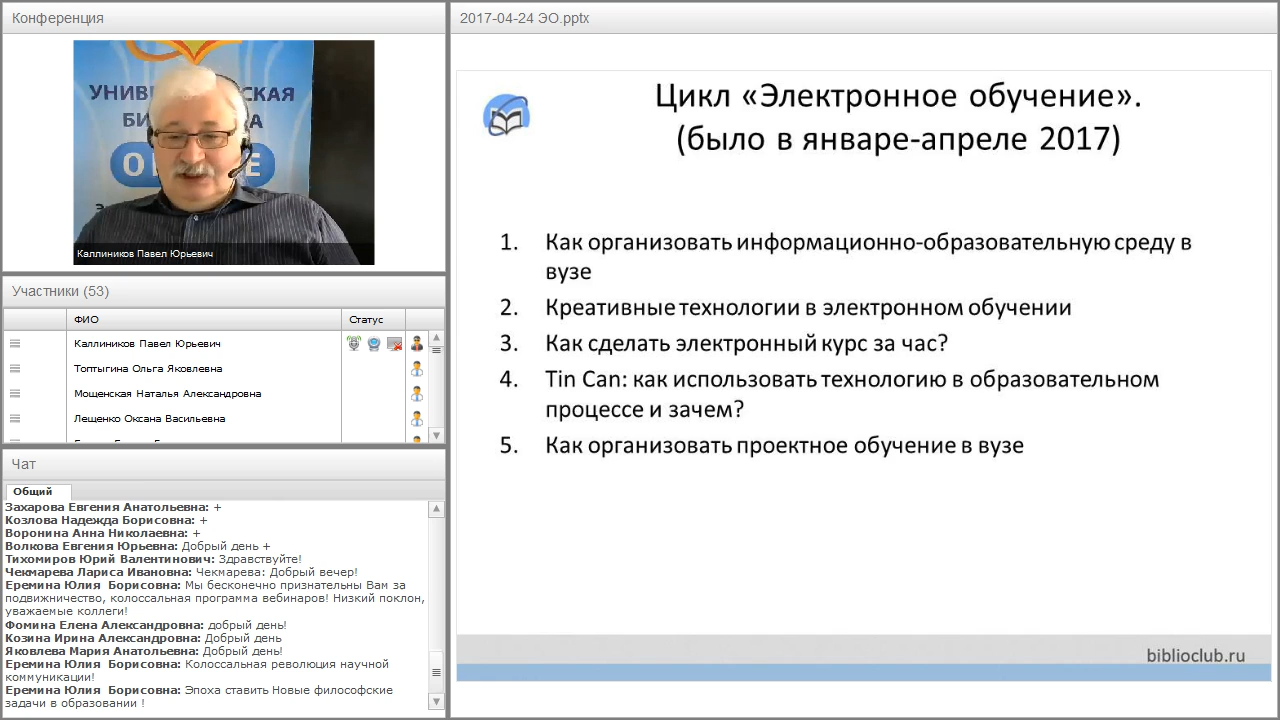 Конференция
УНИВ РСКАЯ
БИ А
О Е
Каллиников Павел Юрьевич
Участники (53)
ФИО Статус
Каллиников Павел Юрьевич
Топтыгина Ольга Яковлевна
Мощенская Наталья Александровна
Лещенко Оксана Васильевна
Чат
Общий
Захарова Евгения Анатольевна: +
Козлова Надежда Борисовна: +
Воронина Анна Николаевна: +
Волкова Евгения Юрьевна: Добрый день +
Тихомиров Юрий Валентинович: Здравствуйте!
Чекмарева Лариса Ивановна: Чекмарева: Добрый вечер!
Еремина Юлия Борисовна: Мы бесконечно признательны Вам за
подвижничество, колоссальная программа вебинаров! Низкий поклон,
уважаемые коллеги!
Фомина Елена Александровна: добрый день!
Козина Ирина Александровна: Добрый день
Яковлева Мария Анатольевна: Добрый день!
Еремина Юлия Борисовна: Колоссальная революция научной
коммуникации!
Еремина Юлия Борисовна: Эпоха ставить Новые философские
задачи в образовании !
2017-04-24 ЭО.pptx
Цикл «Электронное обучение».
(было в январе-апреле 2017)
1. Как организовать информационно-образовательную среду в
вузе
2. Креативные технологии в электронном обучении
3. Как сделать электронный курс за час?
4. Tin Can: как использовать технологию в образовательном
процессе и зачем?
5. Как организовать проектное обучение в вузе
biblioclub.ru